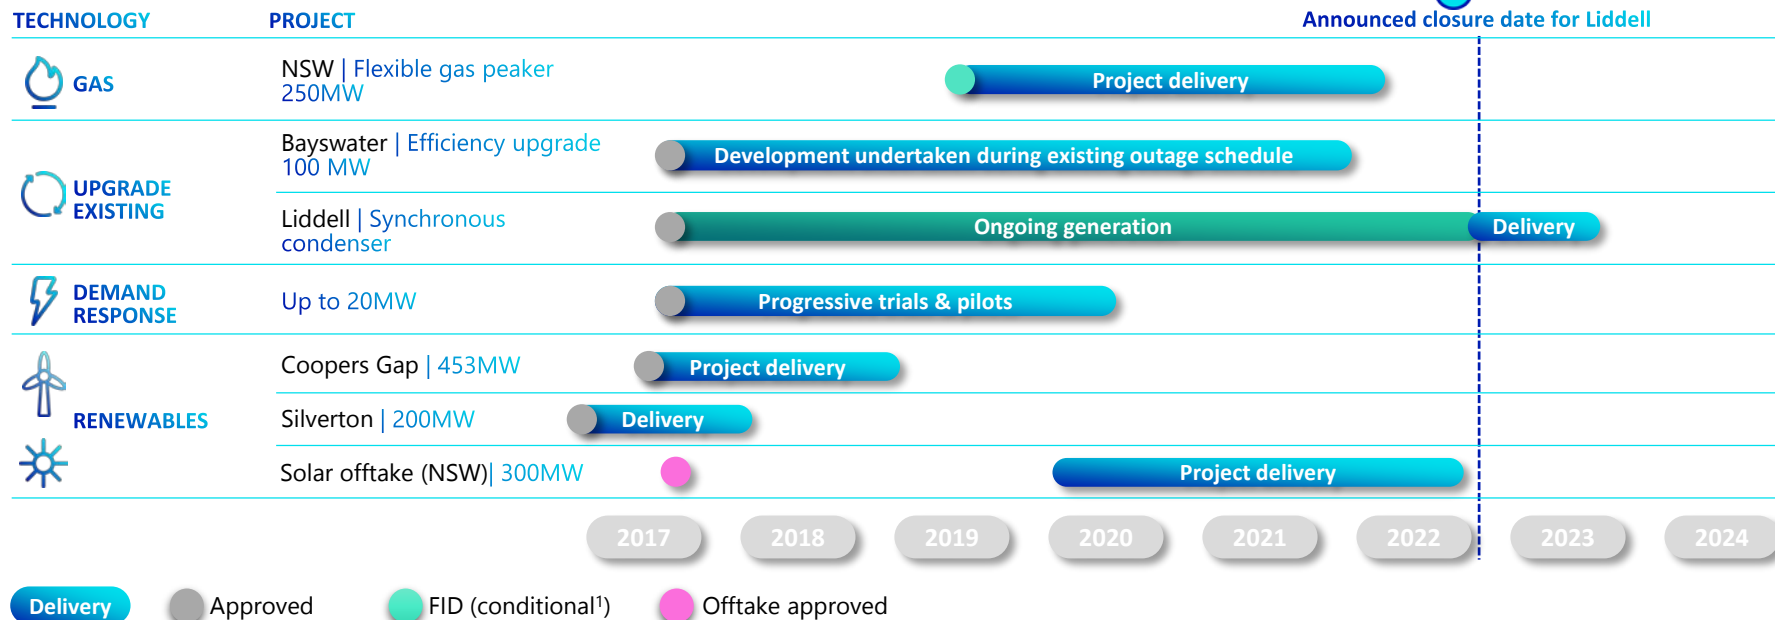 TECHNOLOGY
PROJECT
Announced closure date for Liddell
GAS
NSW | Flexible gas peaker
250MW
Project delivery
UPGRADE
EXISTING
Bayswater | Efficiency upgrade
100 MW
Development undertaken during existing outage schedule
Liddell | Synchronous
condenser
Ongoing generation
Delivery
DEMAND
RESPONSE
Up to 20MW
Progressive trials & pilots
RENEWABLES
Coopers Gap | 453MW
Project delivery
Silverton | 200MW
Delivery
Solar offtake (NSW)| 300MW
Project delivery
2017 2018 2019 2020 2021 2022 2023 2024
Delivery
Approved
FID (conditional¹)
Offtake approved